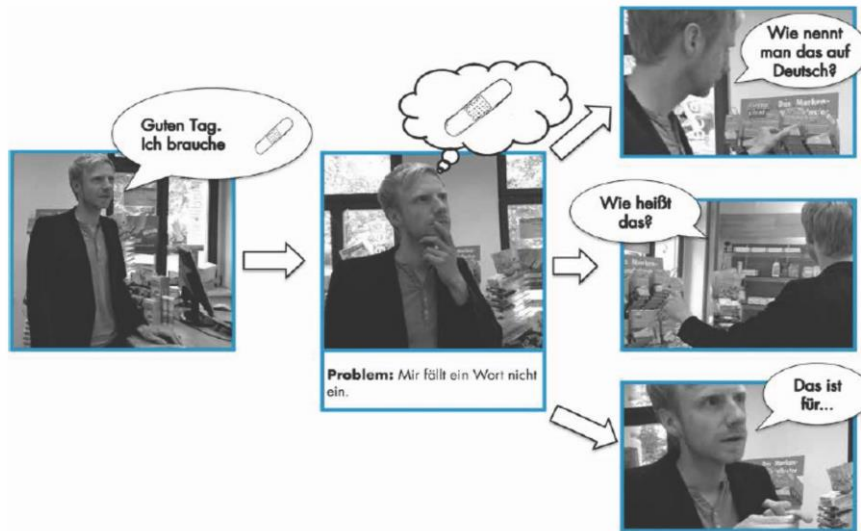 Guten Tag.
Ich brauche
Problem: Mir fällt ein Wort nicht
ein.
Wie nennt
man das auf
Deutsch?
Wie heißt
das?
Das ist
für...